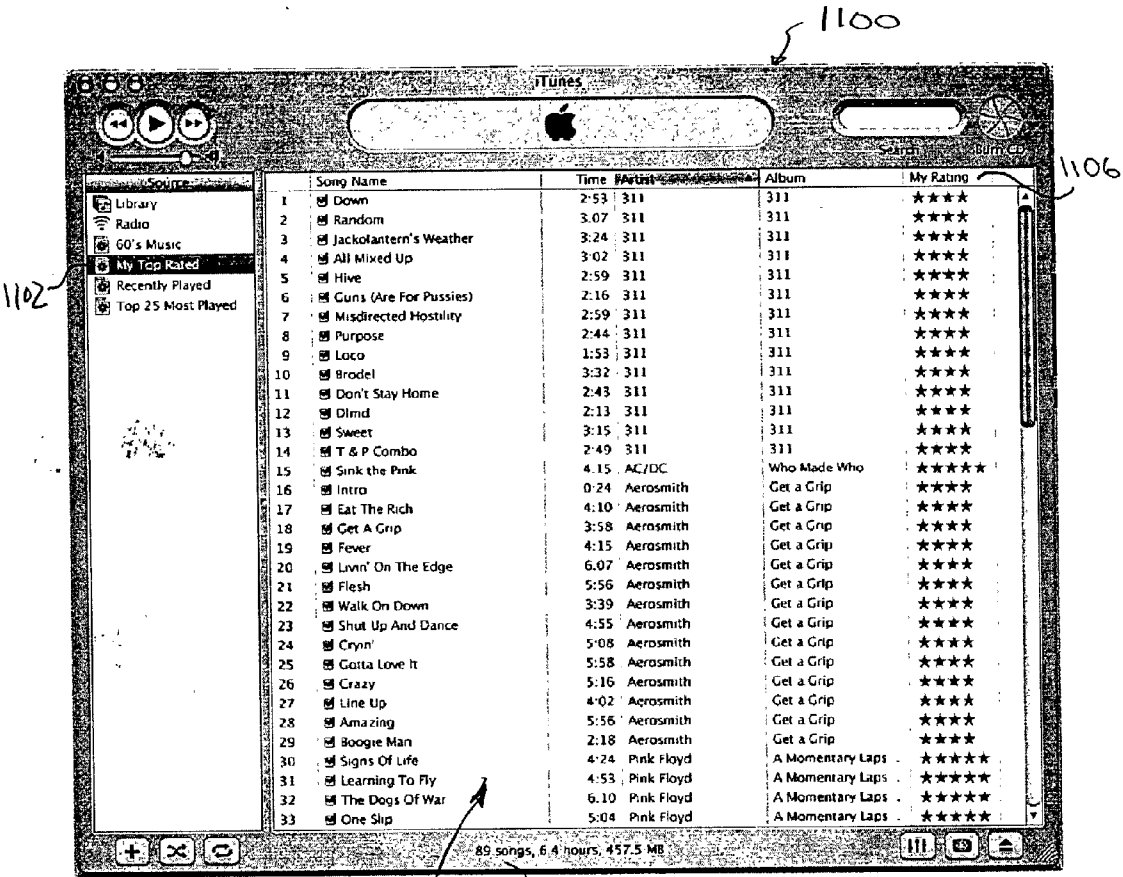 1100
iTunes
Search Burn CD
1106
Source
Library
Radio
60's Music
My Top Rated
Recently Played
Top 25 Most Played
1102
Song Name Time Artist Album My Rating
1 Down 2:53 311 311 ★★★★
2 Random 3.07 311 311 ★★★★
3 Jackolantern's Weather 3:24 311 311 ★★★★
4 All Mixed Up 3:02 311 311 ★★★★
5 Hive 2:59 311 311 ★★★★
6 Guns (Are For Pussies) 2:16 311 311 ★★★★
7 Misdirected Hostility 2:59 311 311 ★★★★
8 Purpose 2:44 311 311 ★★★★
9 Loco 1:53 311 311 ★★★★
10 Brodel 3:32 311 311 ★★★★
11 Don't Stay Home 2:43 311 311 ★★★★
12 Dlmd 2:13 311 311 ★★★★
13 Sweet 3:15 311 311 ★★★★
14 T & P Combo 2:49 311 311 ★★★★
15 Sink the Pink 4.15 AC/DC Who Made Who ★★★★★
16 Intro 0:24 Aerosmith Get a Grip ★★★★
17 Eat The Rich 4:10 Aerosmith Get a Grip ★★★★
18 Get A Grip 3:58 Aerosmith Get a Grip ★★★★
19 Fever 4:15 Aerosmith Get a Grip ★★★★
20 Livin' On The Edge 6.07 Aerosmith Get a Grip ★★★★
21 Flesh 5:56 Aerosmith Get a Grip ★★★★
22 Walk On Down 3:39 Aerosmith Get a Grip ★★★★
23 Shut Up And Dance 4:55 Aerosmith Get a Grip ★★★★
24 Cryin' 5:08 Aerosmith Get a Grip ★★★★
25 Gotta Love It 5:58 Aerosmith Get a Grip ★★★★
26 Crazy 5:16 Aerosmith Get a Grip ★★★★
27 Line Up 4:02 Aerosmith Get a Grip ★★★★
28 Amazing 5:56 Aerosmith Get a Grip ★★★★
29 Boogie Man 2:18 Aerosmith Get a Grip ★★★★
30 Signs Of Life 4:24 Pink Floyd A Momentary Laps . ★★★★★
31 Learning To Fly 4:53 Pink Floyd A Momentary Laps . ★★★★★
32 The Dogs Of War 6.10 Pink Floyd A Momentary Laps . ★★★★★
33 One Slip 5:04 Pink Floyd A Momentary Laps . ★★★★★
89 songs, 6.4 hours, 457.5 MB